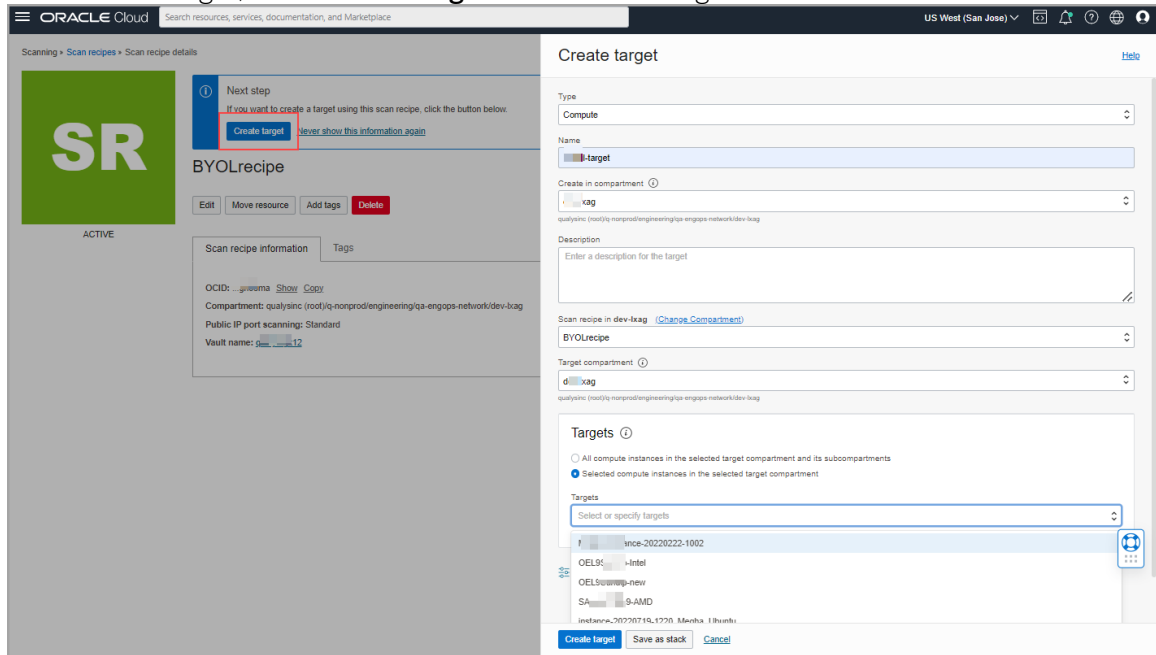 ORACLE Cloud
Search resources, services, documentation, and Marketplace
US West (San Jose)
Scanning » Scan recipes » Scan recipe details
SR
ACTIVE
Next step
If you want to create a target using this scan recipe, click the button below.
Create target Never show this information again
BYOLrecipe
Edit Move resource Add tags Delete
Scan recipe information Tags
OCID: Show Copy
Compartment: qualysinc (root)/q-nonprod/engineering/qa-engops-network/dev-lxag
Public IP port scanning: Standard
Vault name: 12
Create target
Help
Type
Compute
Name
-target
Create in compartment
xag
qualysinc (root)/q-nonprod/engineering/qa-engops-network/dev-lxag
Description
Enter a description for the target
Scan recipe in dev-lxag (Change Compartment)
BYOLrecipe
Target compartment
xag
qualysinc (root)/q-nonprod/engineering/qa-engops-network/dev-lxag
Targets
All compute instances in the selected target compartment and its subcompartments
Selected compute instances in the selected target compartment
Targets
Select or specify targets
ance-20220222-1002
-Intel
-new
9-AMD
instance-20220719-1220_Megha_Ubuntu
Create target Save as stack Cancel